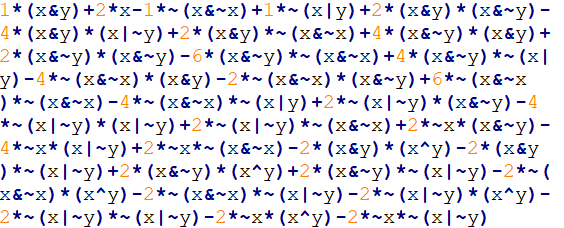 1*(x&y)+2*x-1*~(x&~x)+1*~(x|y)+2*(x&y)*(x&~y)-
4*(x&y)*(x|~y)+2*(x&y)*~(x&~x)+4*(x&~y)*(x&y)+
2*(x&~y)*(x&~y)-6*(x&~y)*~(x&~x)+4*(x&~y)*~(x|
y)-4*~(x&~x)*(x&y)-2*~(x&~x)*(x&~y)+6*~(x&~x
)*~(x&~x)-4*~(x&~x)*~(x|y)+2*~(x|~y)*(x&~y)-4
*~(x|~y)*(x|~y)+2*~(x|~y)*~(x&~x)+2*~x*(x&~y)-
4*~x*(x|~y)+2*~x*~(x&~x)-2*(x&y)*(x^y)-2*(x&y
)*~(x|~y)+2*(x&~y)*(x^y)+2*(x&~y)*~(x|~y)-2*~(
x&~x)*(x^y)-2*~(x&~x)*~(x|~y)-2*~(x|~y)*(x^y)-
2*~(x|~y)*~(x|~y)-2*~x*(x^y)-2*~x*~(x|~y)